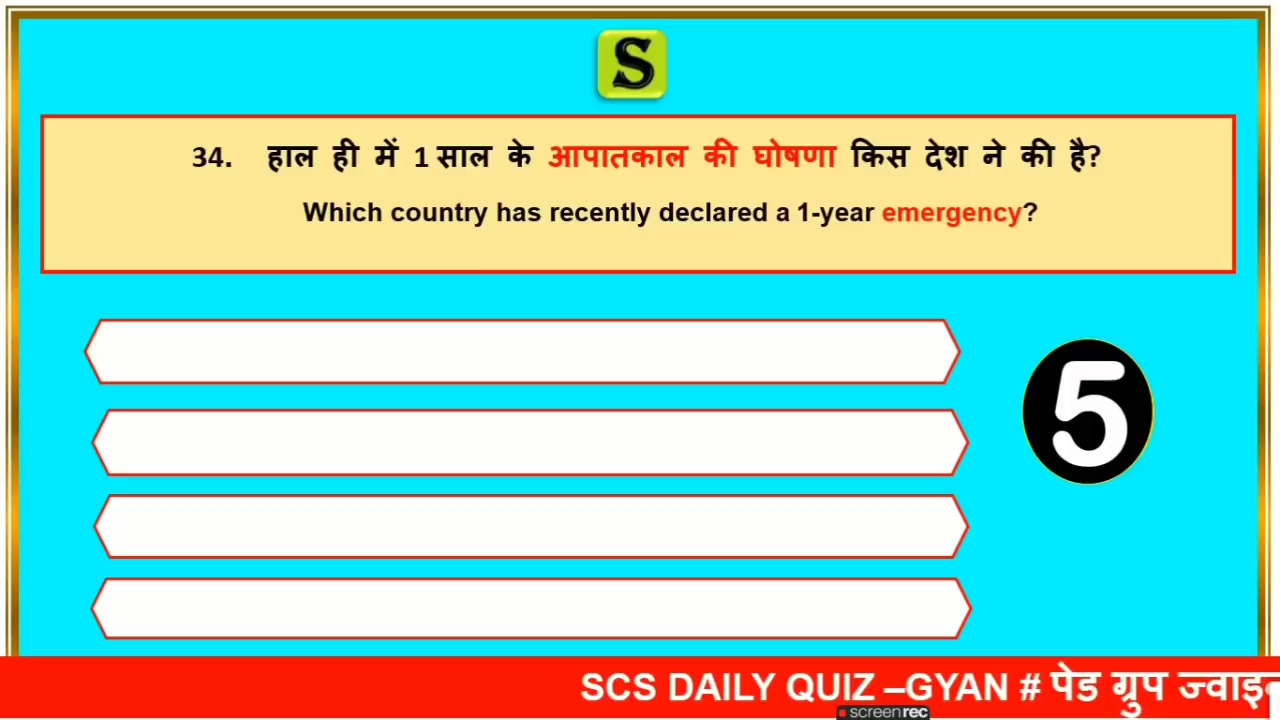 S
34. हाल ही में 1 साल के आपातकाल की घोषणा किस देश ने की है?
Which country has recently declared a 1-year emergency?
5
SCS DAILY QUIZ –GYAN # पेड ग्रुप ज्वाइन
screenrec